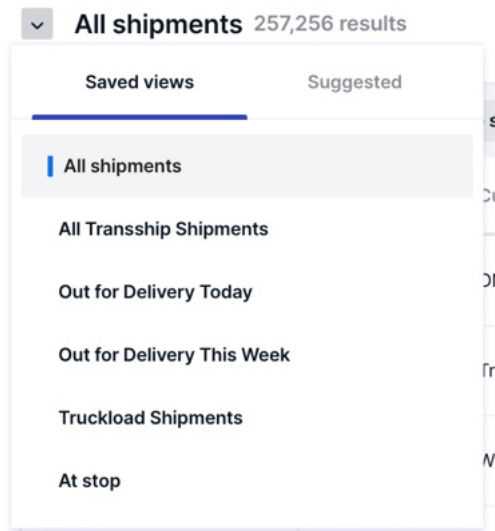 All shipments 257,256 results
Saved views Suggested
All shipments
All Transship Shipments
Out for Delivery Today
Out for Delivery This Week
Truckload Shipments
At stop